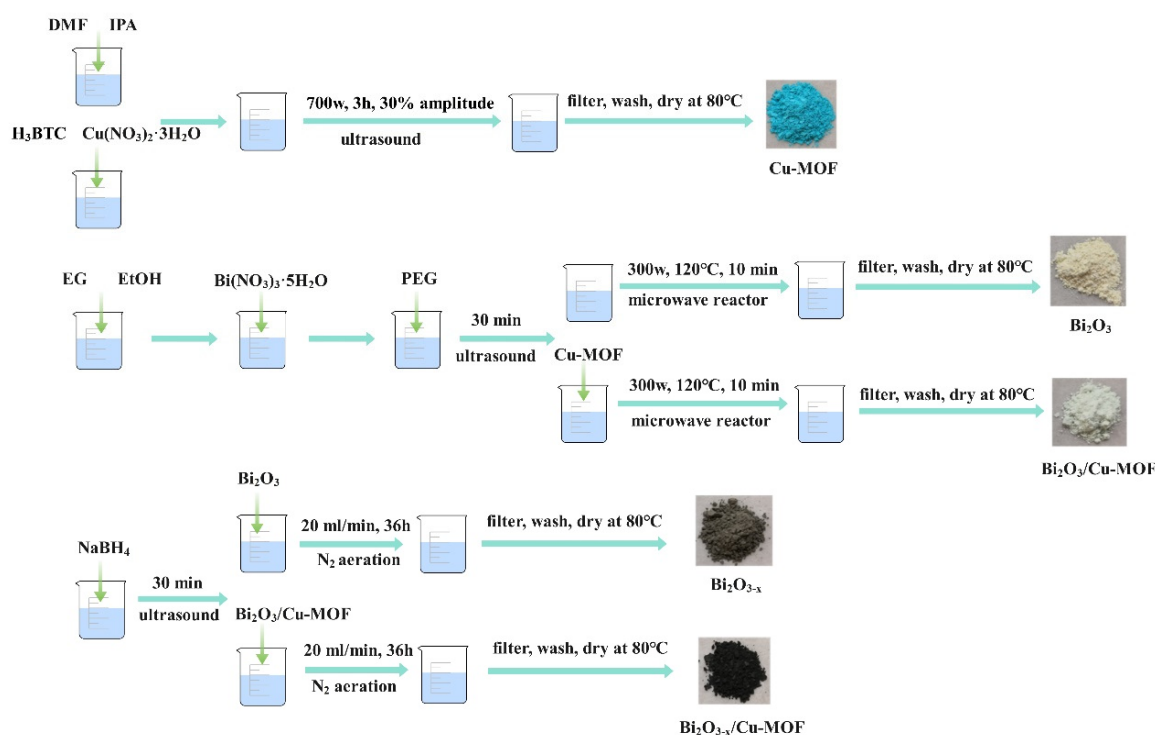 DMF IPA
H₃BTC Cu(NO₃)₂·3H₂O
700w, 3h, 30% amplitude
ultrasound
filter, wash, dry at 80°C
Cu-MOF
EG EtOH
Bi(NO₃)₃·5H₂O
PEG
30 min
ultrasound
300w, 120°C, 10 min
microwave reactor
filter, wash, dry at 80°C
Bi₂O₃
Cu-MOF
300w, 120°C, 10 min
microwave reactor
filter, wash, dry at 80°C
Bi₂O₃/Cu-MOF
NaBH₄
30 min
ultrasound
Bi₂O₃
20 ml/min, 36h
N₂ aeration
filter, wash, dry at 80°C
Bi₂O₃₋ₓ
Bi₂O₃/Cu-MOF
20 ml/min, 36h
N₂ aeration
filter, wash, dry at 80°C
Bi₂O₃₋ₓ/Cu-MOF